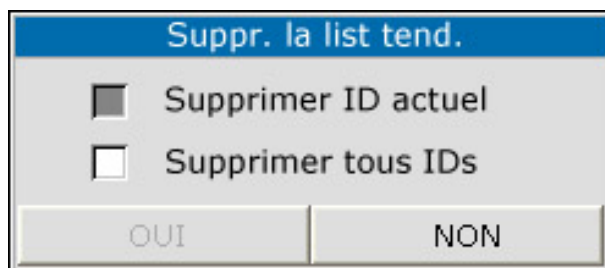 Suppr. la list tend.
Supprimer ID actuel
Supprimer tous IDs
OUI NON